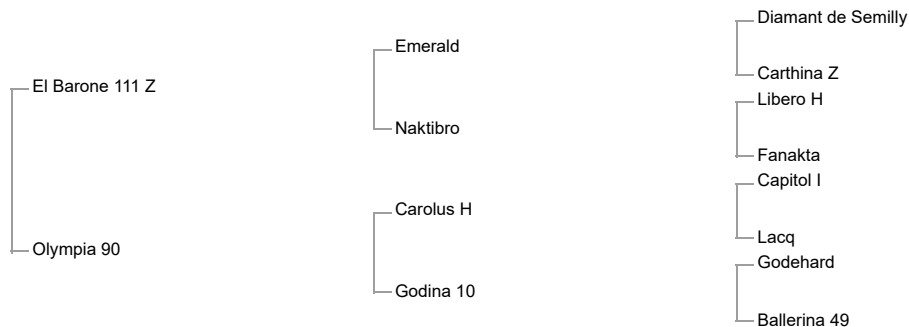 Diamant de Semilly
Emerald
Carthina Z
El Barone 111 Z
Libero H
Naktibro
Fanakta
Capitol I
Carolus H
Lacq
Olympia 90
Godehard
Godina 10
Ballerina 49